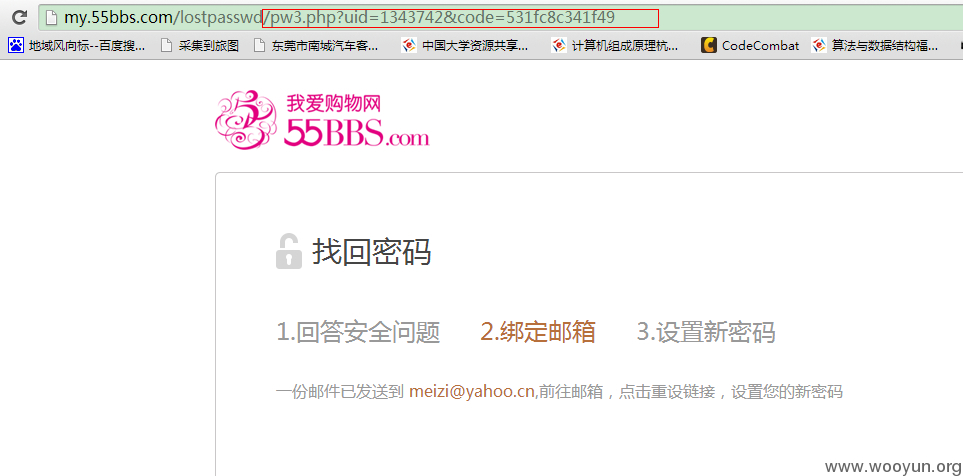 my.55bbs.com/lostpasswd/pw3.php?uid=1343742&code=531fc8c341f49
地域风向标--百度搜... 采集到旅图 东莞市南城汽车客... 中国大学资源共享... 计算机组成原理杭... CodeCombat 算法与数据结构福...
我爱购物网
55BBS.com
找回密码
1.回答安全问题 2.绑定邮箱 3.设置新密码
一份邮件已发送到 meizi@yahoo.cn,前往邮箱，点击重设链接，设置您的新密码
www.wooyun.org